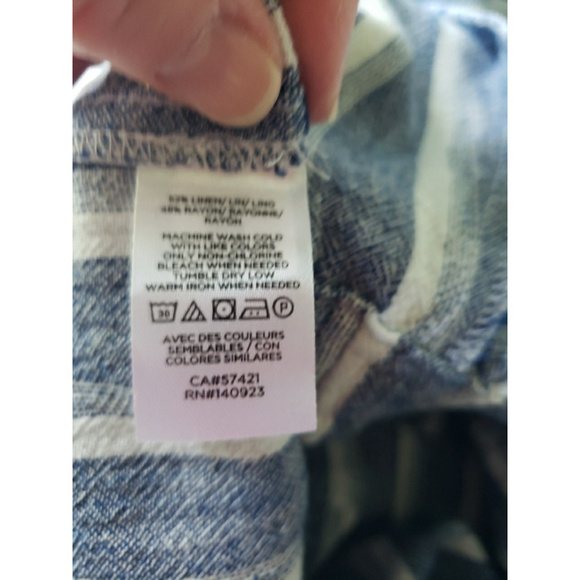 52% LINEN/ LIN/ LINO
48% RAYON/ RAYONNE/
RAYON
MACHINE WASH COLD
WITH LIKE COLORS
ONLY NON-CHLORINE
BLEACH WHEN NEEDED
TUMBLE DRY LOW
WARM IRON WHEN NEEDED
30 P
AVEC DES COULEURS
SEMBLABLES / CON
COLORES SIMILARES
CA#57421
RN#140923